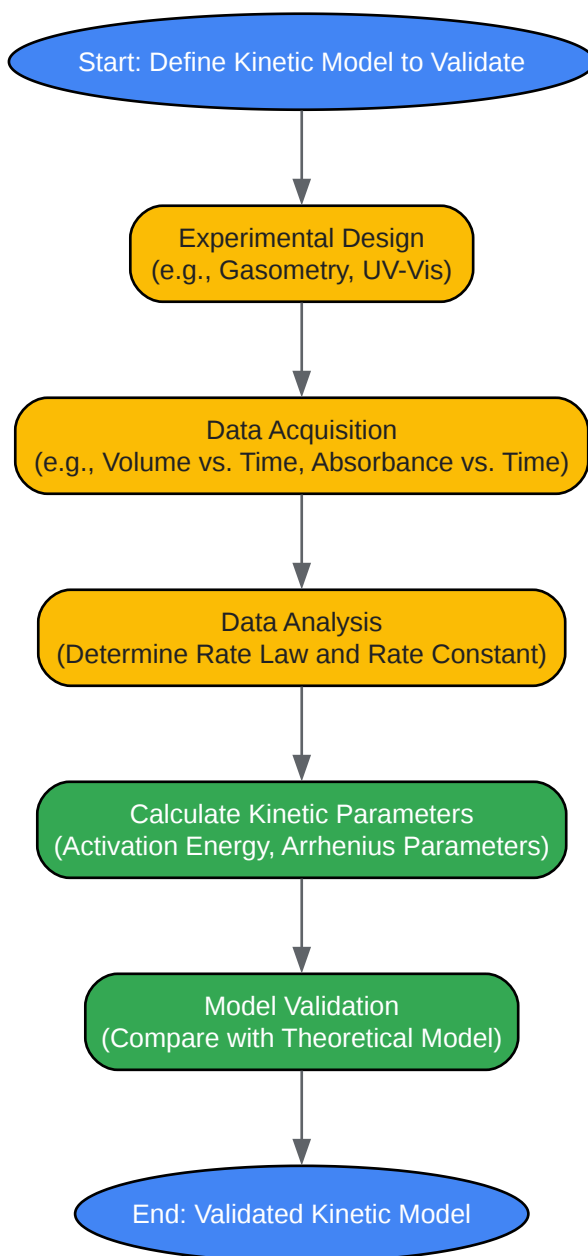 Start: Define Kinetic Model to Validate
Experimental Design
(e.g., Gasometry, UV-Vis)
Data Acquisition
(e.g., Volume vs. Time, Absorbance vs. Time)
Data Analysis
(Determine Rate Law and Rate Constant)
Calculate Kinetic Parameters
(Activation Energy, Arrhenius Parameters)
Model Validation
(Compare with Theoretical Model)
End: Validated Kinetic Model